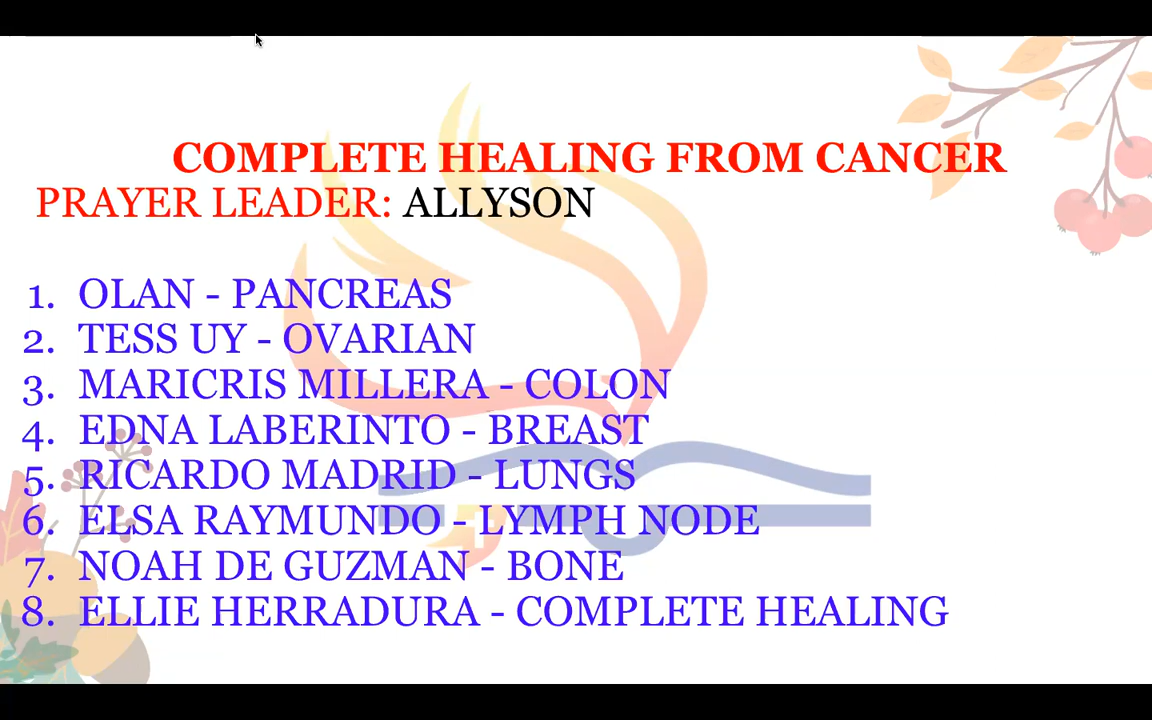 COMPLETE HEALING FROM CANCER
PRAYER LEADER: ALLYSON
1. OLAN - PANCREAS
2. TESS UY - OVARIAN
3. MARICRIS MILLERA - COLON
4. EDNA LABERINTO - BREAST
5. RICARDO MADRID - LUNGS
6. ELSA RAYMUNDO - LYMPH NODE
7. NOAH DE GUZMAN - BONE
8. ELLIE HERRADURA - COMPLETE HEALING